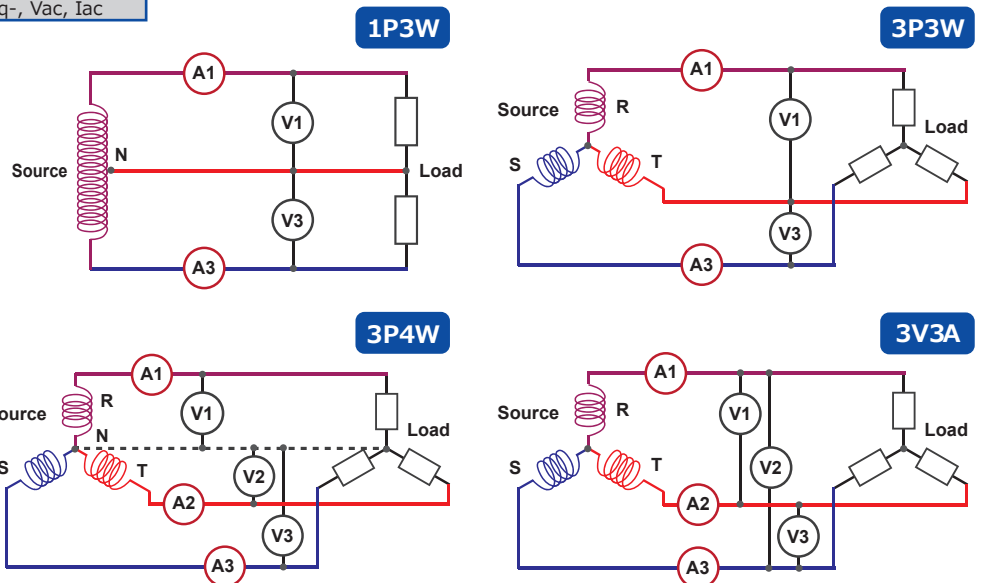 q-, Vac, Iac
1P3W
A1
V1
N
Source
Load
V3
A3
3P3W
A1
Source
R
V1
Load
S
T
V3
A3
3P4W
A1
R
V1
ource
N
Load
S
T
V2
A2
V3
A3
3V3A
A1
Source
R
V1
Load
S
T
V2
A2
V3
A3